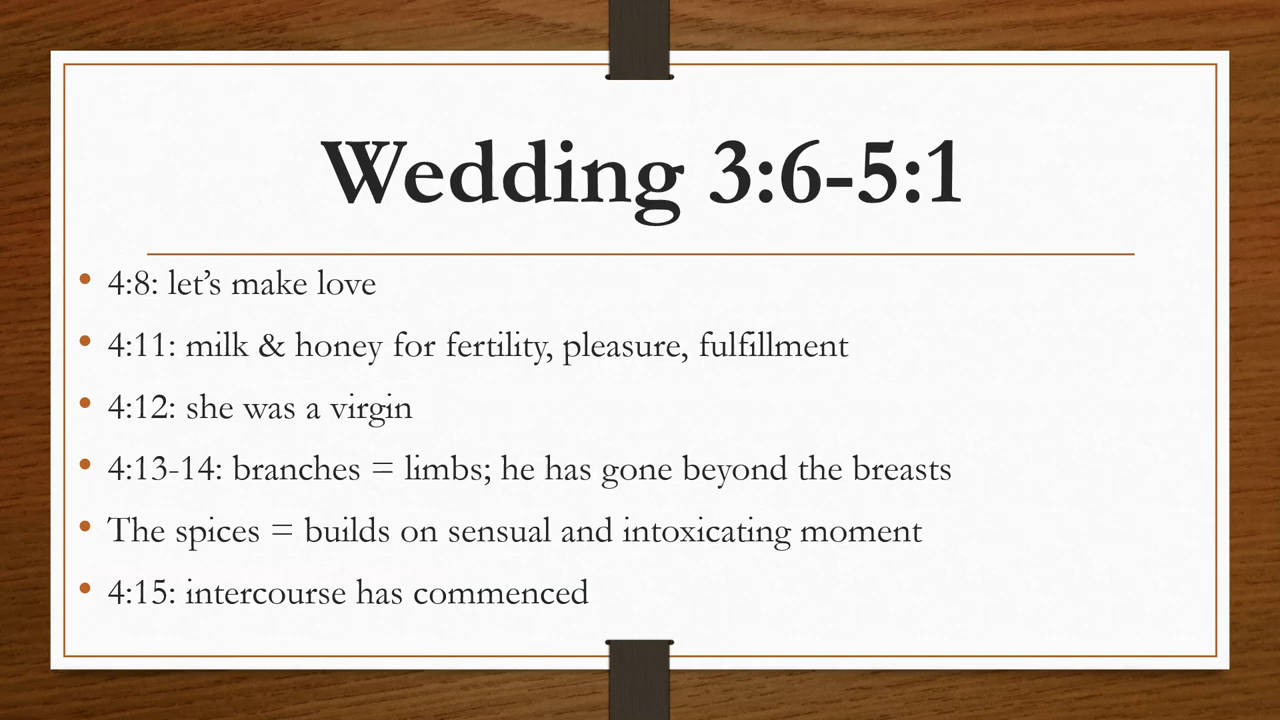 Wedding 3:6-5:1
• 4:8: let’s make love
• 4:11: milk & honey for fertility, pleasure, fulfillment
• 4:12: she was a virgin
• 4:13-14: branches = limbs; he has gone beyond the breasts
• The spices = builds on sensual and intoxicating moment
• 4:15: intercourse has commenced